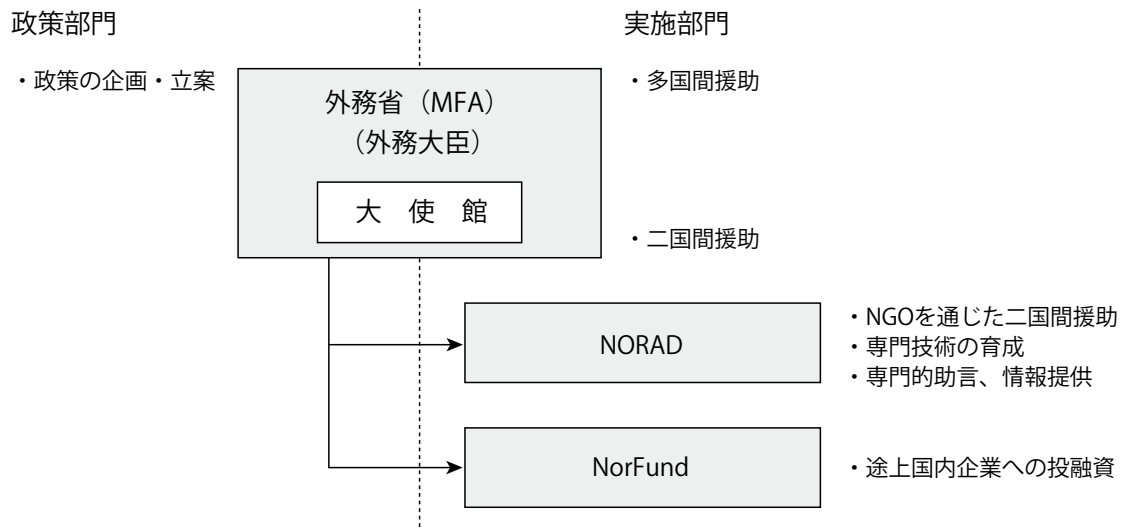 政策部門
実施部門
・政策の企画・立案
外務省（MFA）
（外務大臣）
大　使　館
・多国間援助
・二国間援助
NORAD
・NGOを通じた二国間援助
・専門技術の育成
・専門的助言、情報提供
NorFund
・途上国内企業への投融資